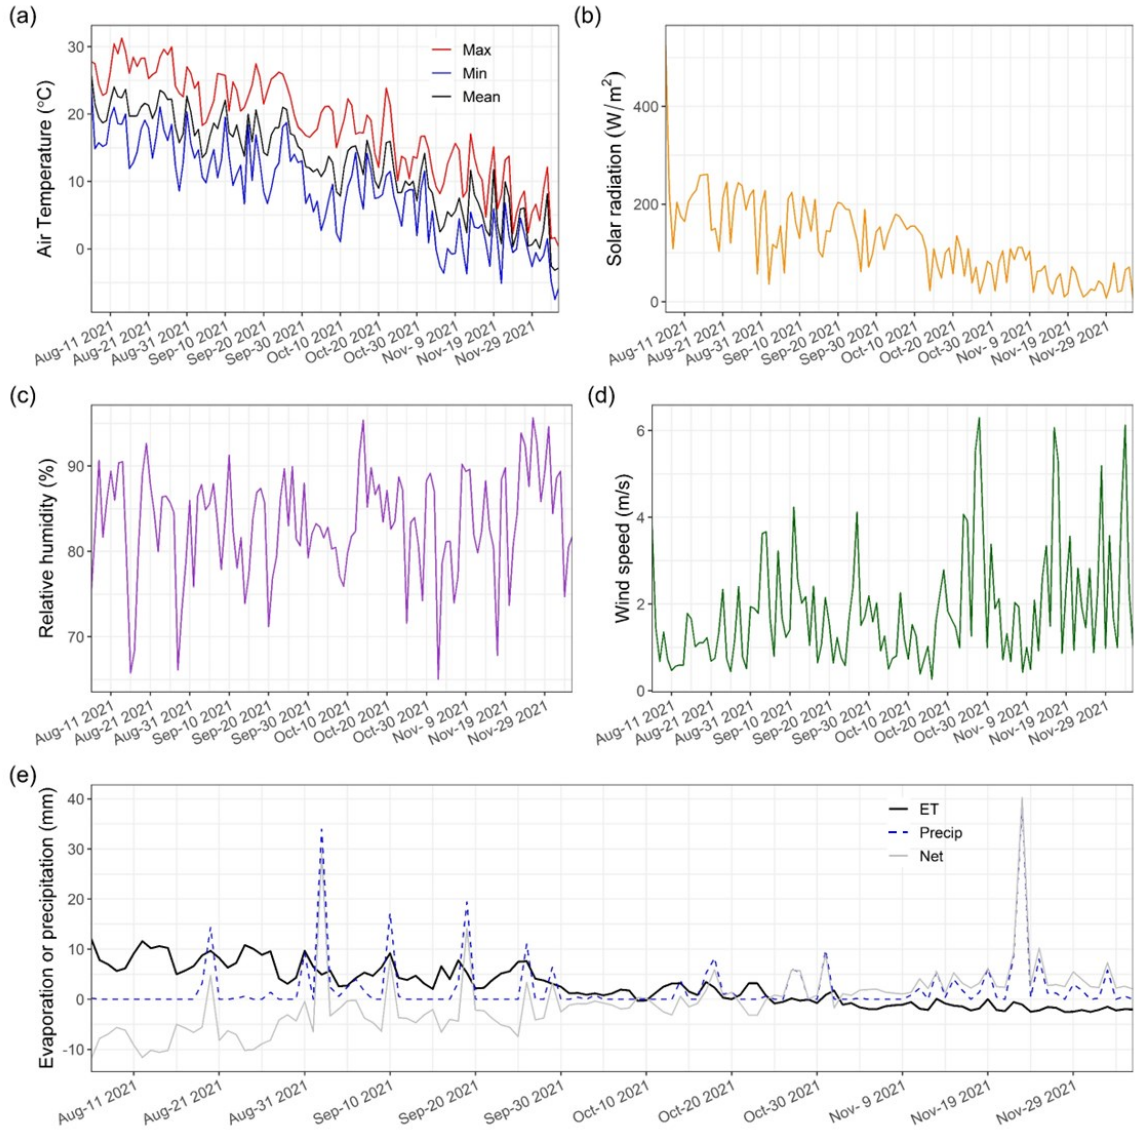 (a)
Air Temperature (°C)
30
20
10
0
Max
Min
Mean
Aug-11 2021
Aug-21 2021
Aug-31 2021
Sep-10 2021
Sep-20 2021
Sep-30 2021
Oct-10 2021
Oct-20 2021
Oct-30 2021
Nov- 9 2021
Nov-19 2021
Nov-29 2021
(b)
Solar radiation (W/m²)
400
200
0
Aug-11 2021
Aug-21 2021
Aug-31 2021
Sep-10 2021
Sep-20 2021
Sep-30 2021
Oct-10 2021
Oct-20 2021
Oct-30 2021
Nov- 9 2021
Nov-19 2021
Nov-29 2021
(c)
Relative humidity (%)
90
80
70
Aug-11 2021
Aug-21 2021
Aug-31 2021
Sep-10 2021
Sep-20 2021
Sep-30 2021
Oct-10 2021
Oct-20 2021
Oct-30 2021
Nov- 9 2021
Nov-19 2021
Nov-29 2021
(d)
Wind speed (m/s)
6
4
2
0
Aug-11 2021
Aug-21 2021
Aug-31 2021
Sep-10 2021
Sep-20 2021
Sep-30 2021
Oct-10 2021
Oct-20 2021
Oct-30 2021
Nov- 9 2021
Nov-19 2021
Nov-29 2021
(e)
Evaporation or precipitation (mm)
40
30
20
10
0
-10
ET
Precip
Net
Aug-11 2021
Aug-21 2021
Aug-31 2021
Sep-10 2021
Sep-20 2021
Sep-30 2021
Oct-10 2021
Oct-20 2021
Oct-30 2021
Nov- 9 2021
Nov-19 2021
Nov-29 2021